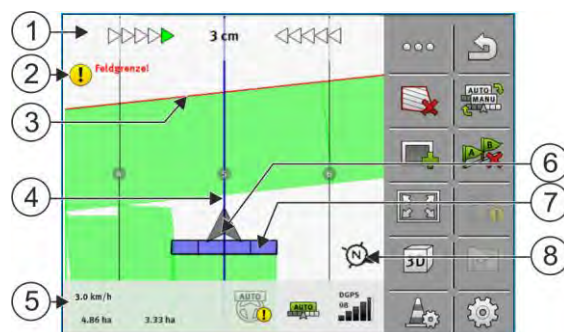 1
3 cm
2
! Feldgrenze!
AUTO
MANU
3
A B
6
4
7
N
8
3D
5
3.0 km/h
4.86 ha
3.33 ha
AUTO
!
AUTO
DGPS
08